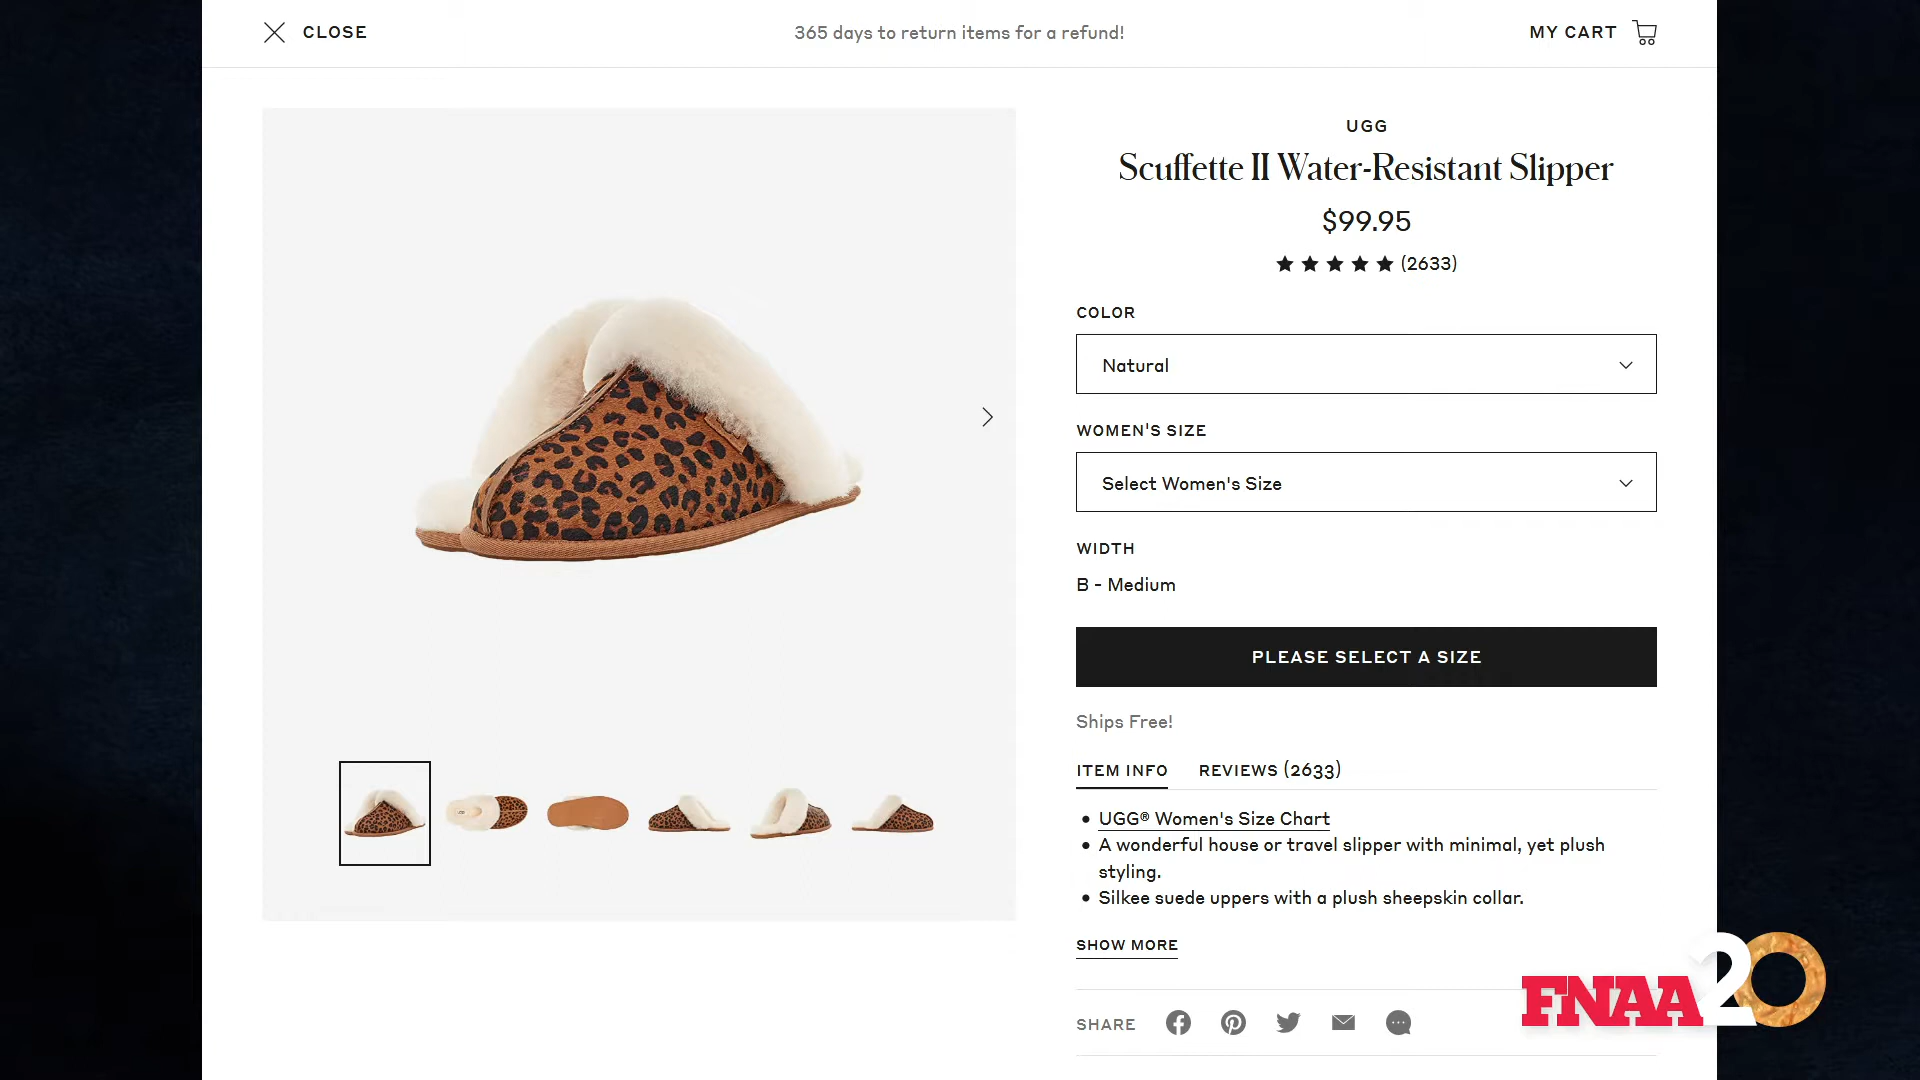 CLOSE
365 days to return items for a refund!
MY CART
UGG
Scuffette II Water-Resistant Slipper
$99.95
(2633)
COLOR
Natural
WOMEN'S SIZE
Select Women's Size
WIDTH
B - Medium
PLEASE SELECT A SIZE
Ships Free!
ITEM INFO REVIEWS (2633)
UGG® Women's Size Chart
A wonderful house or travel slipper with minimal, yet plush
styling.
Silkee suede uppers with a plush sheepskin collar.
SHOW MORE
SHARE
FNAA20